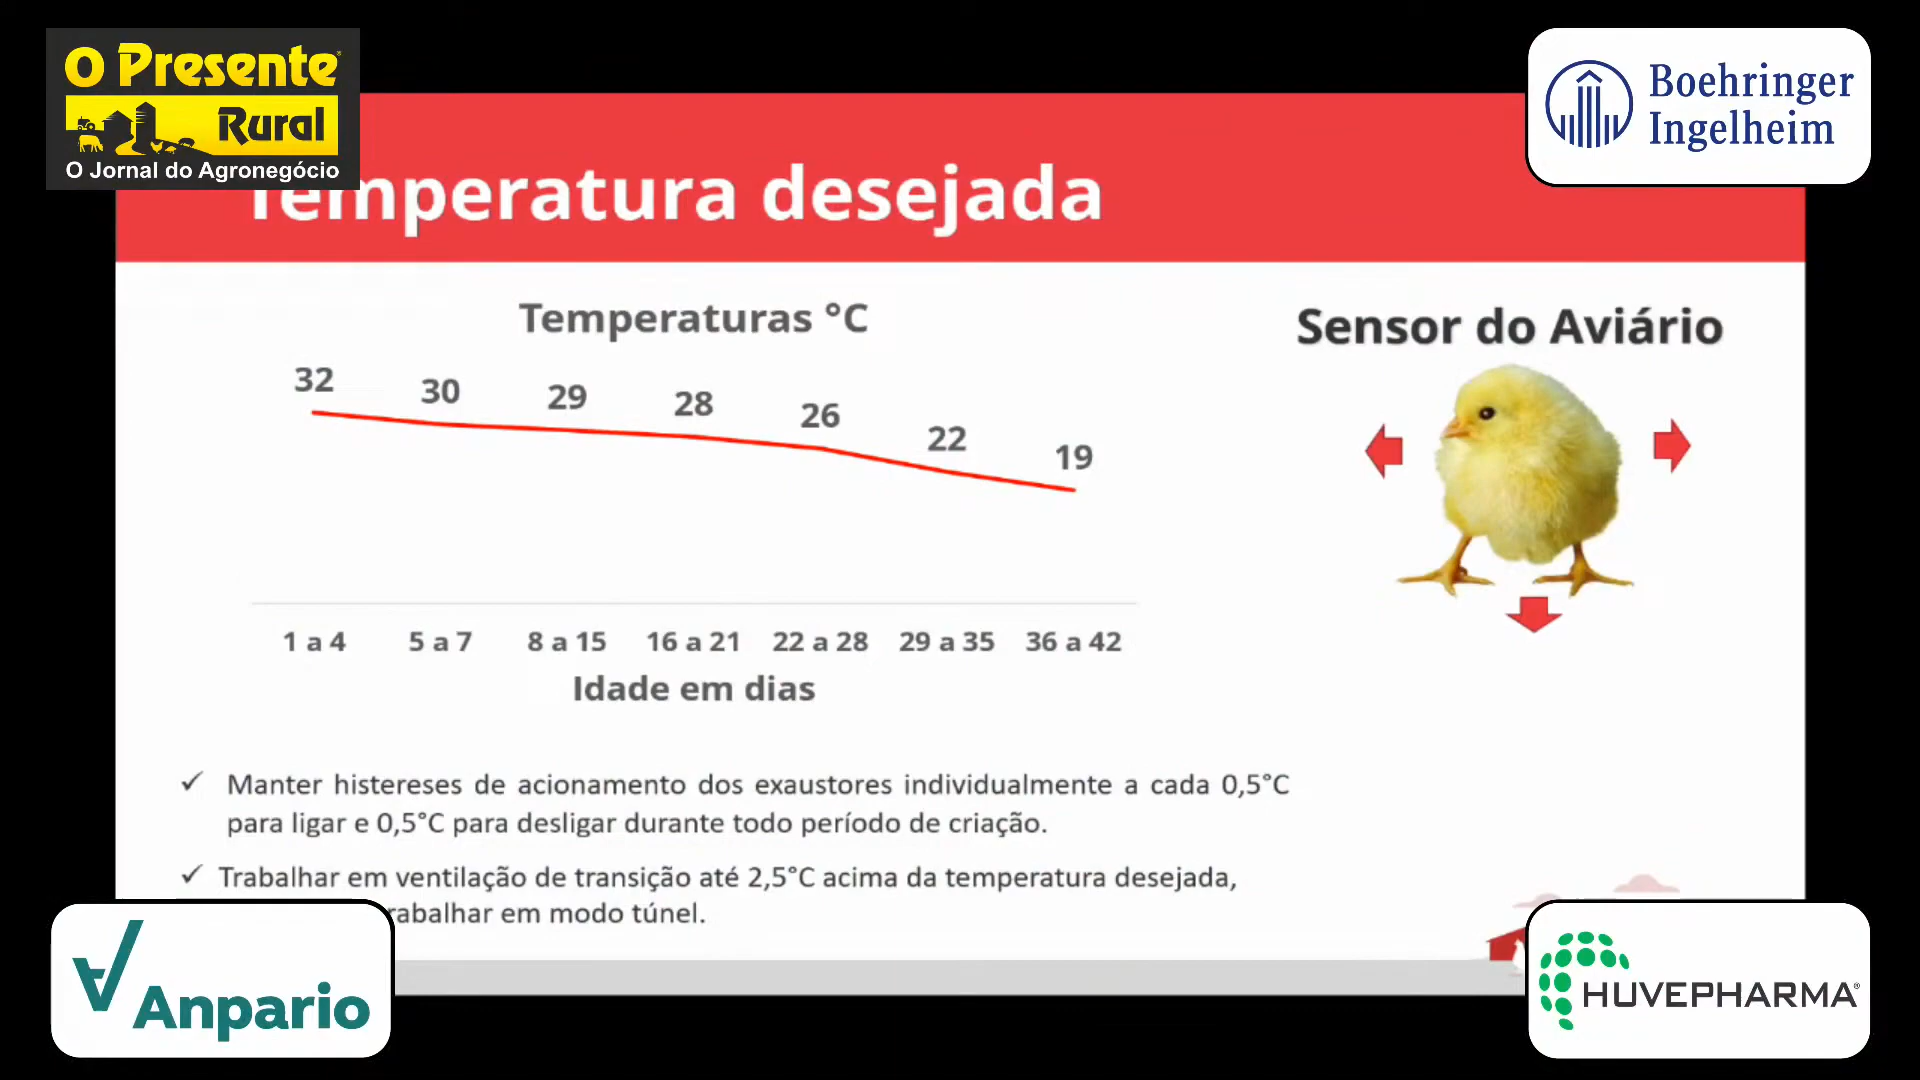 O Presente
Rural
O Jornal do Agronegócio
Boehringer
Ingelheim
Temperatura desejada
Temperaturas °C
32 30 29 28 26 22 19
1 a 4 5 a 7 8 a 15 16 a 21 22 a 28 29 a 35 36 a 42
Idade em dias
Sensor do Aviário
✓ Manter histereses de acionamento dos exaustores individualmente a cada 0,5°C
para ligar e 0,5°C para desligar durante todo período de criação.
✓ Trabalhar em ventilação de transição até 2,5°C acima da temperatura desejada,
trabalhar em modo túnel.
Anpario
HUVEPHARMA®